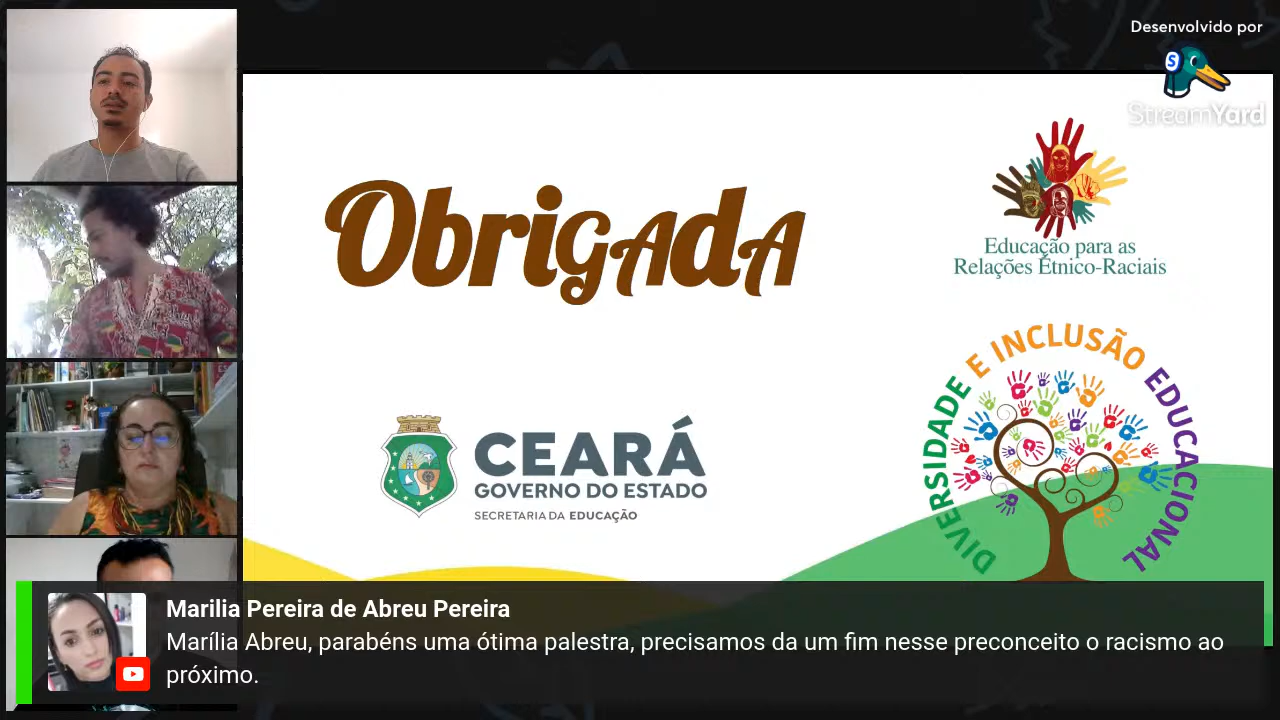 Desenvolvido por
StreamYard
ObrigadA
Educação para as
Relações Étnico-Raciais
DIVERSIDADE E INCLUSÃO EDUCACIONAL
CEARÁ
GOVERNO DO ESTADO
SECRETARIA DA EDUCAÇÃO
Marilia Pereira de Abreu Pereira
Marília Abreu, parabéns uma ótima palestra, precisamos da um fim nesse preconceito o racismo ao
próximo.